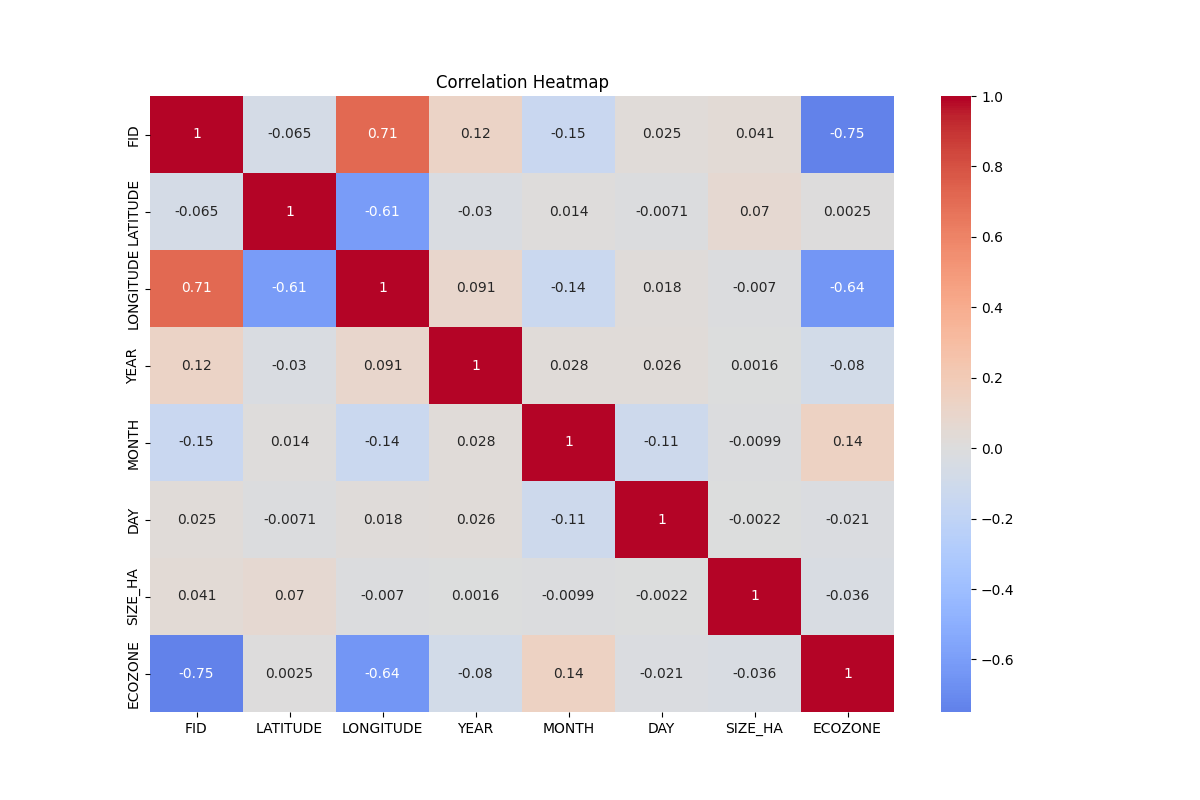 Correlation Heatmap
FID 1 -0.065 0.71 0.12 -0.15 0.025 0.041 -0.75
LATITUDE -0.065 1 -0.61 -0.03 0.014 -0.0071 0.07 0.0025
LONGITUDE 0.71 -0.61 1 0.091 -0.14 0.018 -0.007 -0.64
YEAR 0.12 -0.03 0.091 1 0.028 0.026 0.0016 -0.08
MONTH -0.15 0.014 -0.14 0.028 1 -0.11 -0.0099 0.14
DAY 0.025 -0.0071 0.018 0.026 -0.11 1 -0.0022 -0.021
SIZE_HA 0.041 0.07 -0.007 0.0016 -0.0099 -0.0022 1 -0.036
ECOZONE -0.75 0.0025 -0.64 -0.08 0.14 -0.021 -0.036 1
FID LATITUDE LONGITUDE YEAR MONTH DAY SIZE_HA ECOZONE
1.0
0.8
0.6
0.4
0.2
0.0
−0.2
−0.4
−0.6